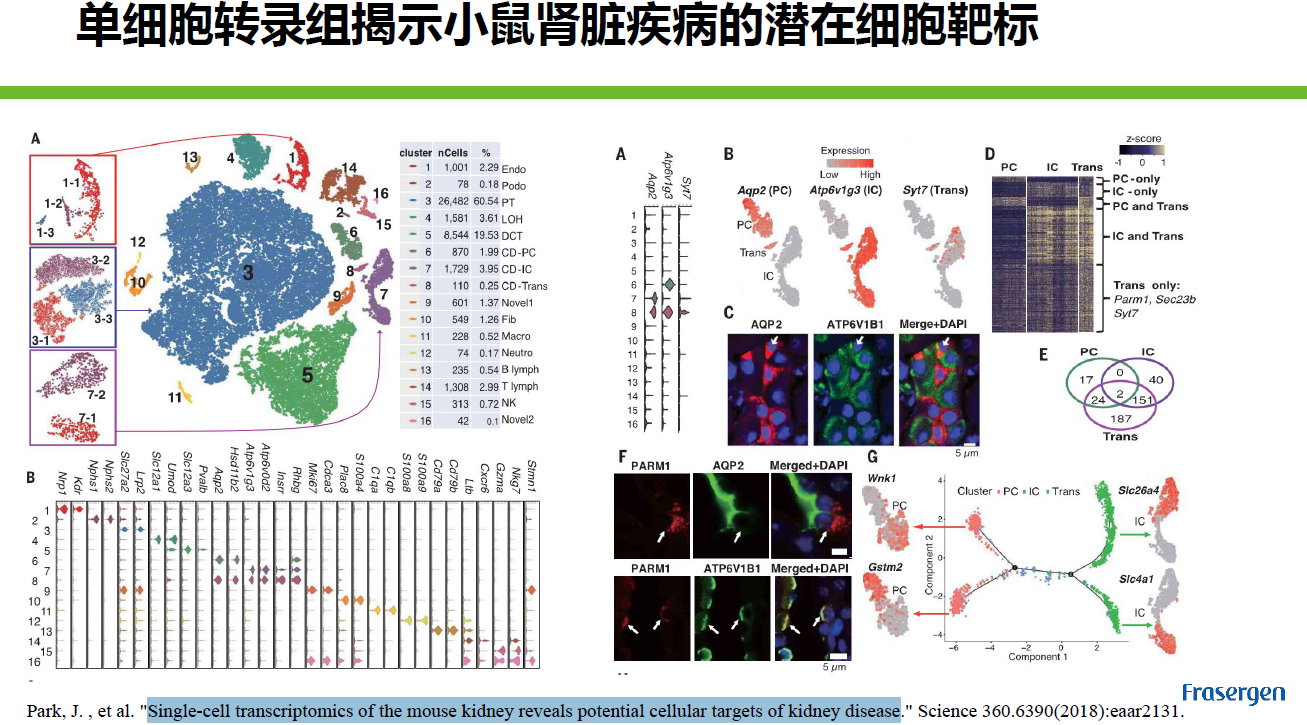 单细胞转录组揭示小鼠肾脏疾病的潜在细胞靶标
A
1-1
1-2
1-3
3-2
3-3
3-1
7-2
7-1
13
4
1
14
16
2
15
6
12
10
3
8
9
7
5
11
cluster nCells %
1 1,001 2.29 Endo
2 78 0.18 Podo
3 26,482 60.54 PT
4 1,581 3.61 LOH
5 8,544 19.53 DCT
6 870 1.99 CD-PC
7 1,729 3.95 CD-IC
8 110 0.25 CD-Trans
9 601 1.37 Novel1
10 549 1.26 Fib
11 228 0.52 Macro
12 74 0.17 Neutro
13 235 0.54 B lymph
14 1,308 2.99 T lymph
15 313 0.72 NK
16 42 0.1 Novel2
B
Nrp1
Kdr
Nphs1
Nphs2
Slc27a2
Lrp2
Slc12a1
Umod
Slc12a3
Pvalb
Aqp2
Hsd11b2
Atp6v1g3
Atp6v0d2
Insrr
Rhbg
Mki67
Cdca3
Plac8
S100a4
C1qa
C1qb
S100a8
S100a9
Cd79a
Cd79b
Ltb
Cxcr6
Gzma
Nkg7
Stmn1
1
2
3
4
5
6
7
8
9
10
11
12
13
14
15
16
A
Aqp2
Atp6v1g3
Syt7
1
2
3
4
5
6
7
8
9
10
11
12
13
14
15
16
B
Expression
Low High
Aqp2 (PC) Atp6v1g3 (IC) Syt7 (Trans)
PC
Trans
IC
C
AQP2 ATP6V1B1 Merge+DAPI
5 µm
D
z-score
-1 0 1
PC IC Trans
PC-only
IC-only
PC and Trans
IC and Trans
Trans only:
Parm1, Sec23b
Syt7
E
PC IC
17 0 40
24 2 151
187
Trans
F
PARM1 AQP2 Merged+DAPI
PARM1 ATP6V1B1 Merged+DAPI
5 µm
G
Wnk1
PC
Gstm2
PC
Cluster PC IC Trans
Component 2
4
2
0
−2
−4
−6 −4 −2 0 2
Component 1
Slc26a4
IC
Slc4a1
IC
Frasergen
Park, J. , et al. "Single-cell transcriptomics of the mouse kidney reveals potential cellular targets of kidney disease." Science 360.6390(2018):eaar2131.